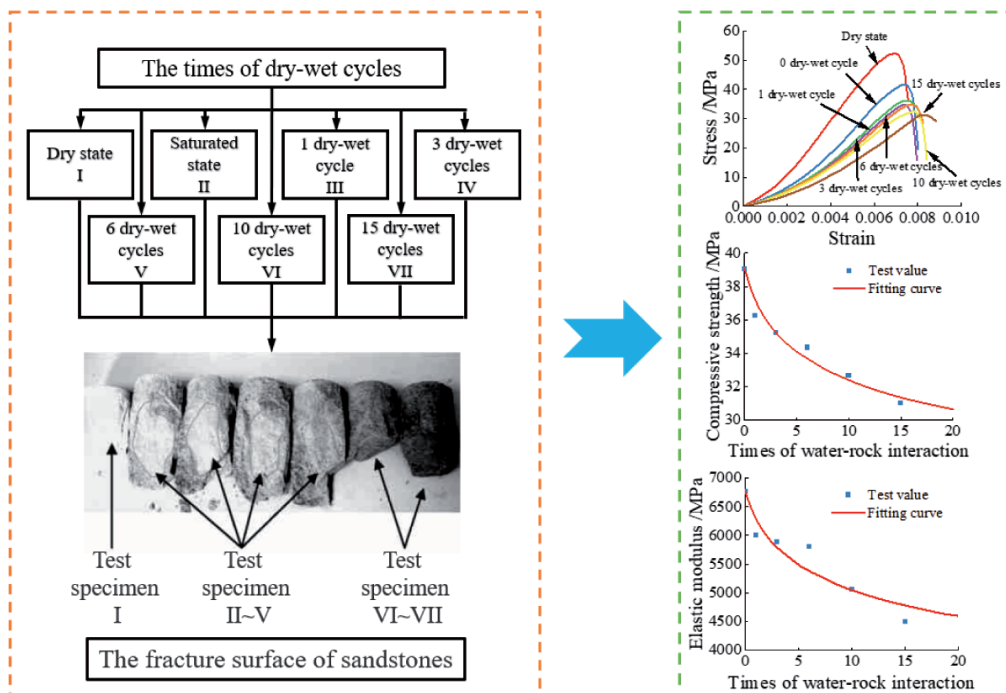 The times of dry-wet cycles
Dry state
I
Saturated
state
II
1 dry-wet
cycle
III
3 dry-wet
cycles
IV
6 dry-wet
cycles
V
10 dry-wet
cycles
VI
15 dry-wet
cycles
VII
Test
specimen
I
Test
specimen
II~V
Test
specimen
VI~VII
The fracture surface of sandstones
Stress /MPa
60
50
40
30
20
10
0
Dry state
0 dry-wet
cycle
1 dry-wet
cycle
15 dry-wet cycles
6 dry-wet cycles
3 dry-wet cycles
10 dry-wet cycles
0.000 0.002 0.004 0.006 0.008 0.010
Strain
Compressive strength /MPa
40
38
36
34
32
30
Test value
Fitting curve
0 5 10 15 20
Times of water-rock interaction
Elastic modulus /MPa
7000
6500
6000
5500
5000
4500
4000
Test value
Fitting curve
0 5 10 15 20
Times of water-rock interaction